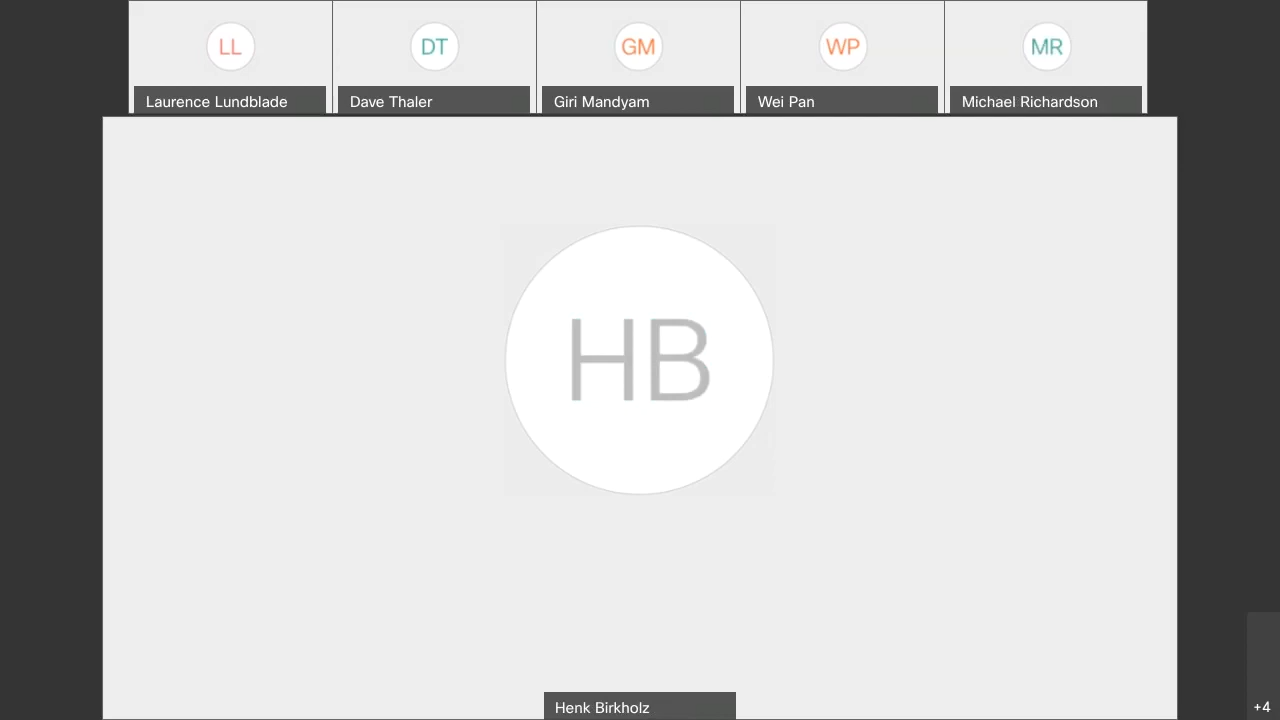 LL
Laurence Lundblade
DT
Dave Thaler
GM
Giri Mandyam
WP
Wei Pan
MR
Michael Richardson
HB
Henk Birkholz
+4